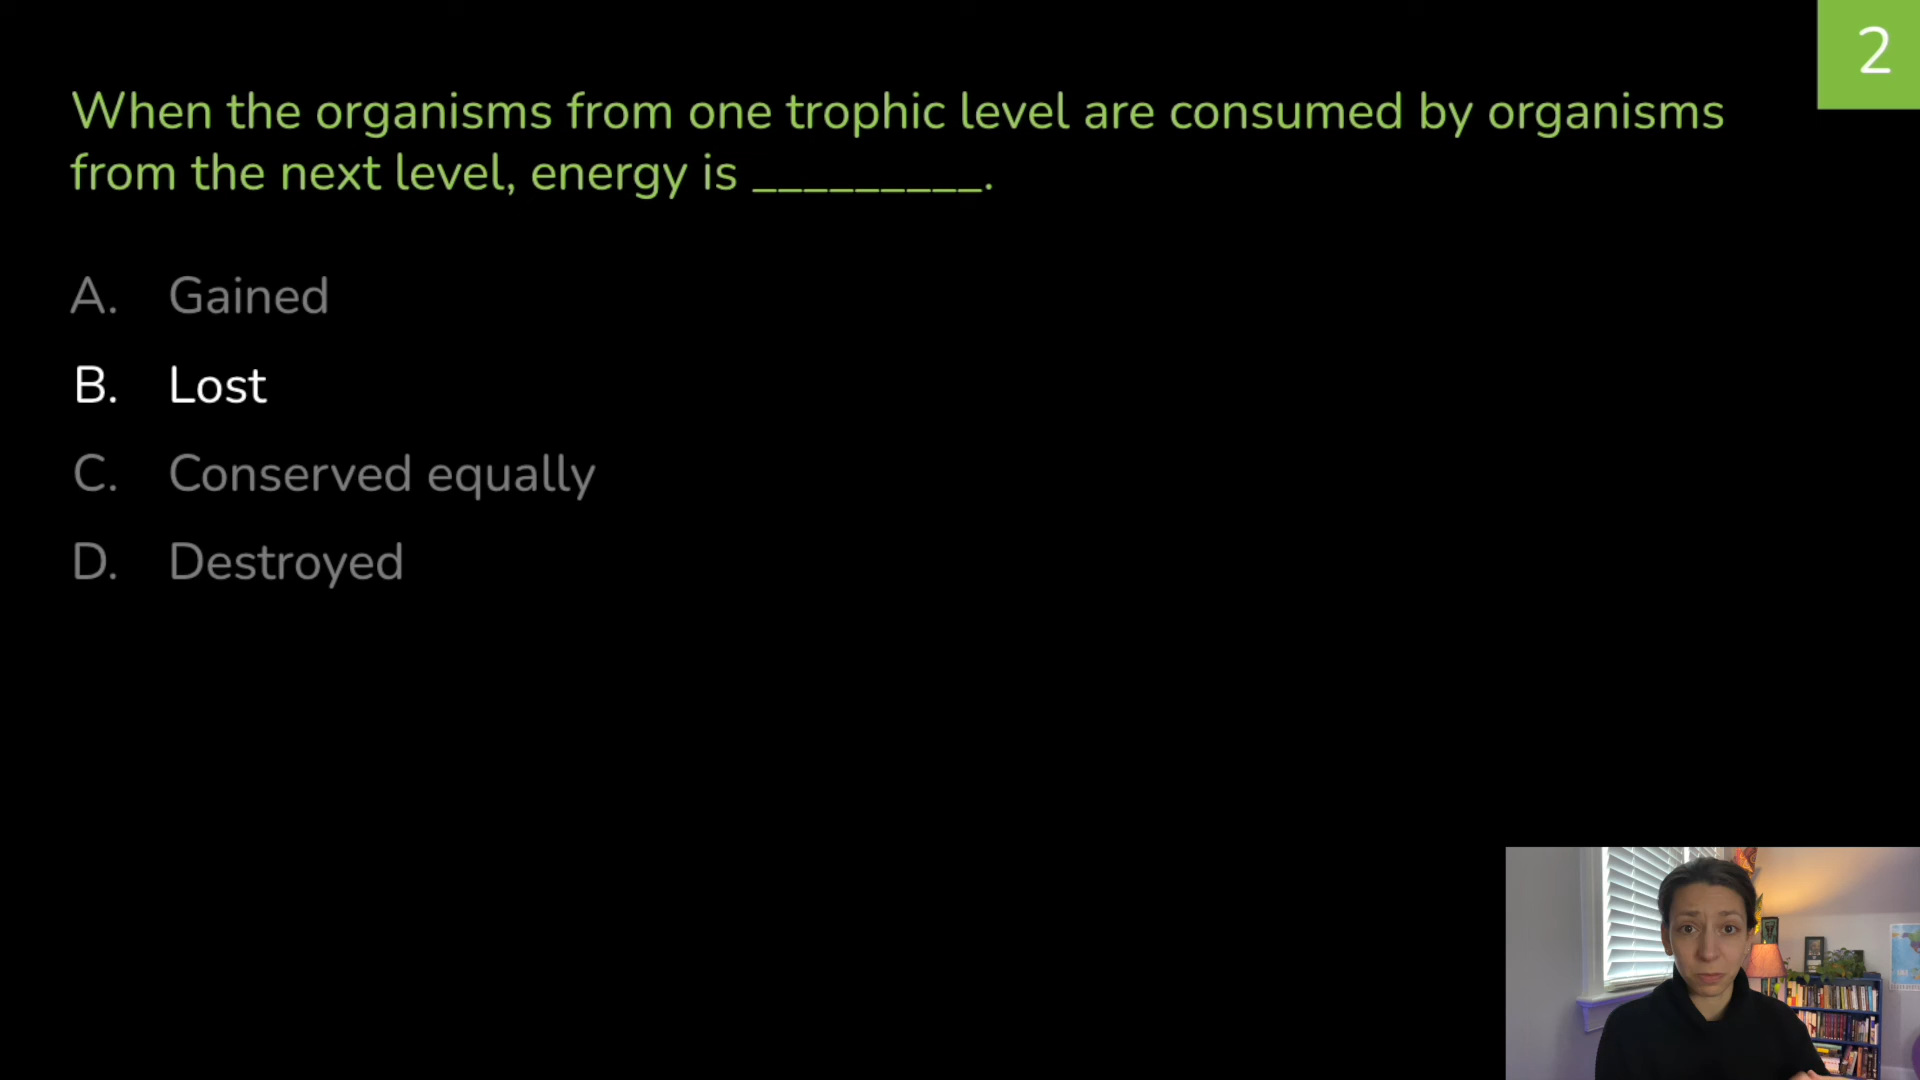 2
When the organisms from one trophic level are consumed by organisms
from the next level, energy is _________.
A. Gained
B. Lost
C. Conserved equally
D. Destroyed